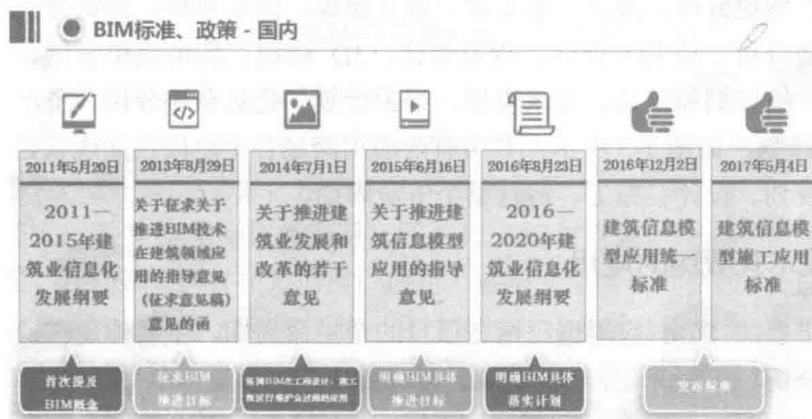 BIM标准、政策 - 国内
2011年5月20日
2011—
2015年建
筑业信息化
发展纲要
首次提及
BIM概念
2013年8月29日
关于征求关于
推进BIM技术
在建筑领域应
用的指导意见
（征求意见稿）
意见的函
征求BIM
推进目标
2014年7月1日
关于推进建
筑业发展和
改革的若干
意见
2015年6月16日
关于推进建
筑信息模型
应用的指导
意见
明确BIM具体
推进目标
2016年8月23日
2016—
2020年建
筑业信息化
发展纲要
明确BIM具体
落实计划
2016年12月2日
建筑信息模
型应用统一
标准
2017年5月4日
建筑信息模
型施工应用
标准
发布标准